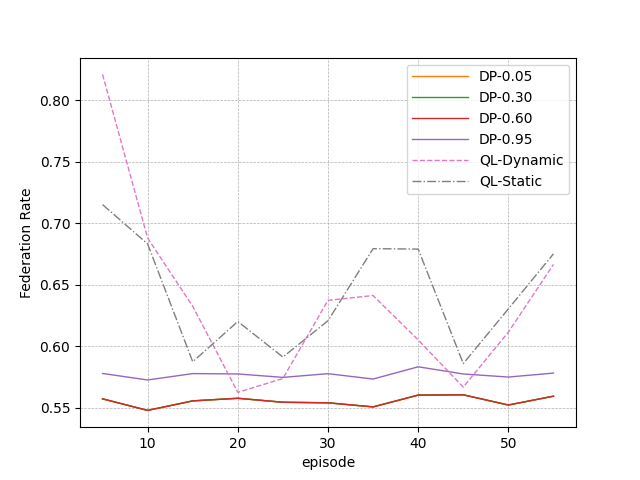 DP-0.05
DP-0.30
DP-0.60
DP-0.95
QL-Dynamic
QL-Static
0.80
0.75
0.70
0.65
0.60
0.55
Federation Rate
10 20 30 40 50
episode